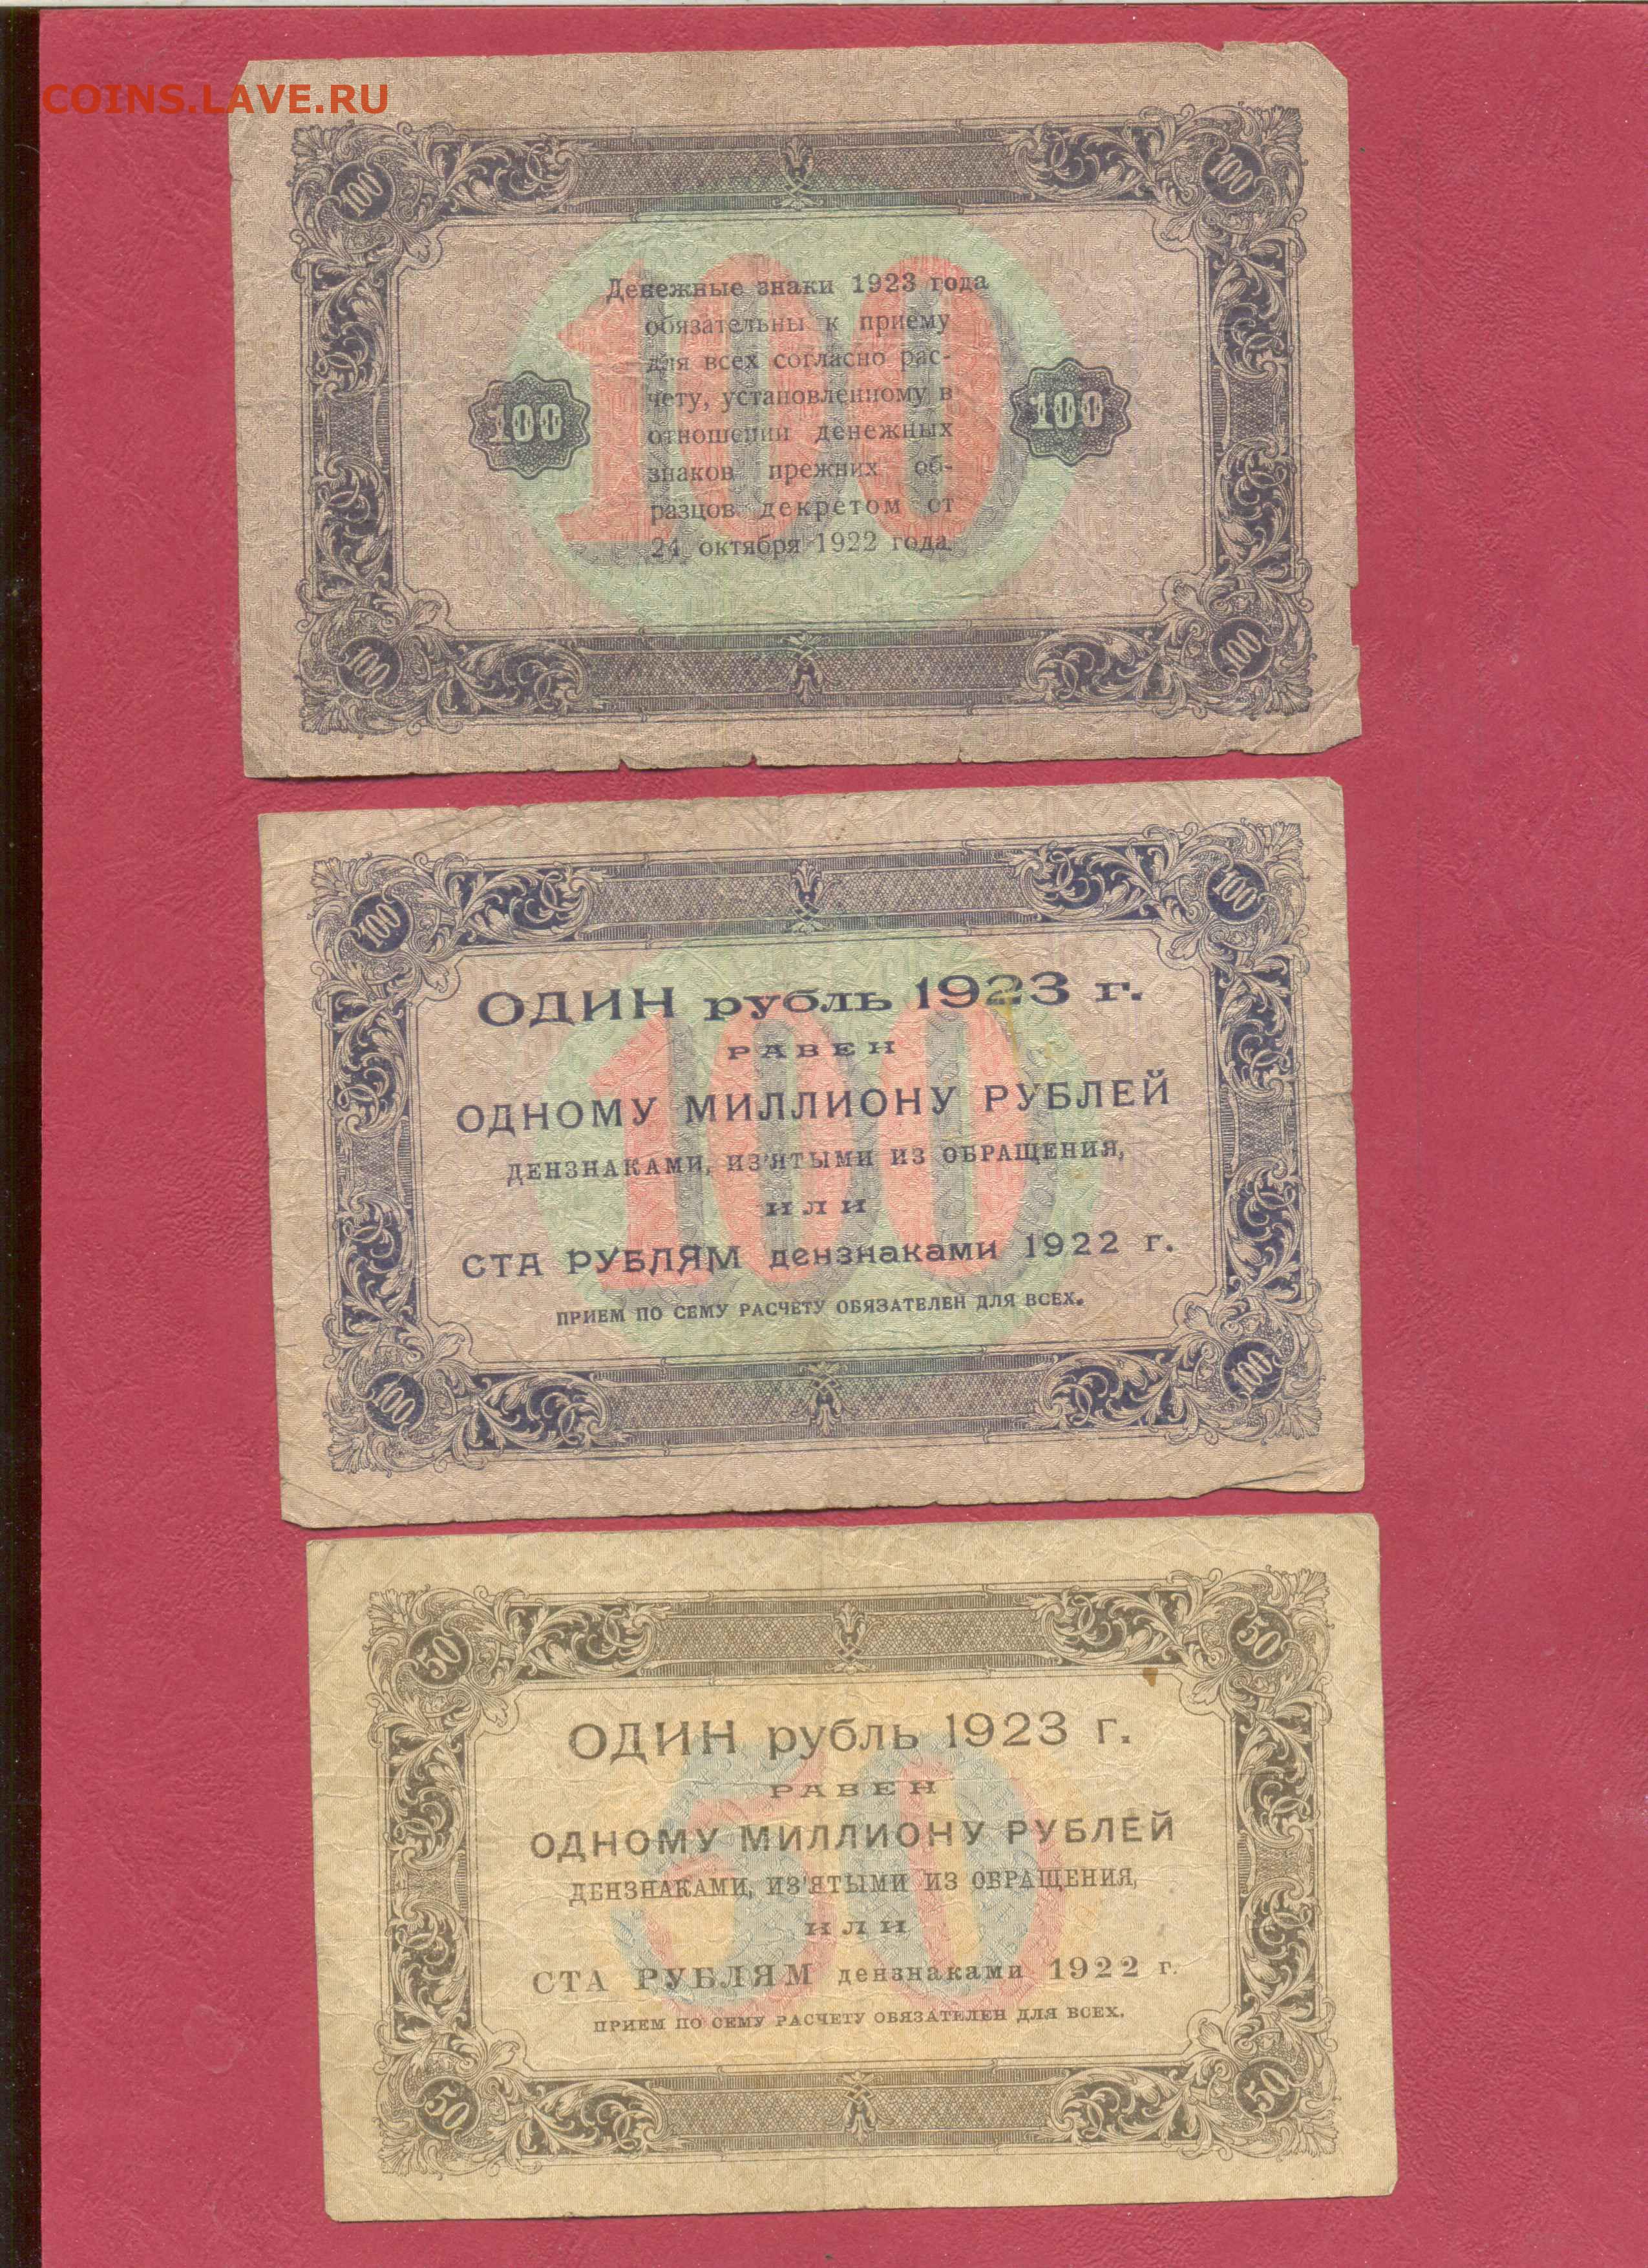 COINS.LAVE.RU
100 100
Денежные знаки 1923 года
обязательны к приему
для всех согласно рас-
чету, установленному в
отношении денежных
знаков прежних об-
разцов декретом от
24 октября 1922 года.
100 100
100
100 100
100 100
ОДИН рубль 1923 г.
РАВЕН
ОДНОМУ МИЛЛИОНУ РУБЛЕЙ
ДЕНЗНАКАМИ, ИЗ'ЯТЫМИ ИЗ ОБРАЩЕНИЯ,
ИЛИ
СТА РУБЛЯМ дензнаками 1922 г.
ПРИЕМ ПО СЕМУ РАСЧЕТУ ОБЯЗАТЕЛЕН ДЛЯ ВСЕХ.
100
100 100
50 50
ОДИН рубль 1923 г.
РАВЕН
ОДНОМУ МИЛЛИОНУ РУБЛЕЙ
ДЕНЗНАКАМИ, ИЗ'ЯТЫМИ ИЗ ОБРАЩЕНИЯ,
ИЛИ
СТА РУБЛЯМ дензнаками 1922 г.
ПРИЕМ ПО СЕМУ РАСЧЕТУ ОБЯЗАТЕЛЕН ДЛЯ ВСЕХ.
50
50 50